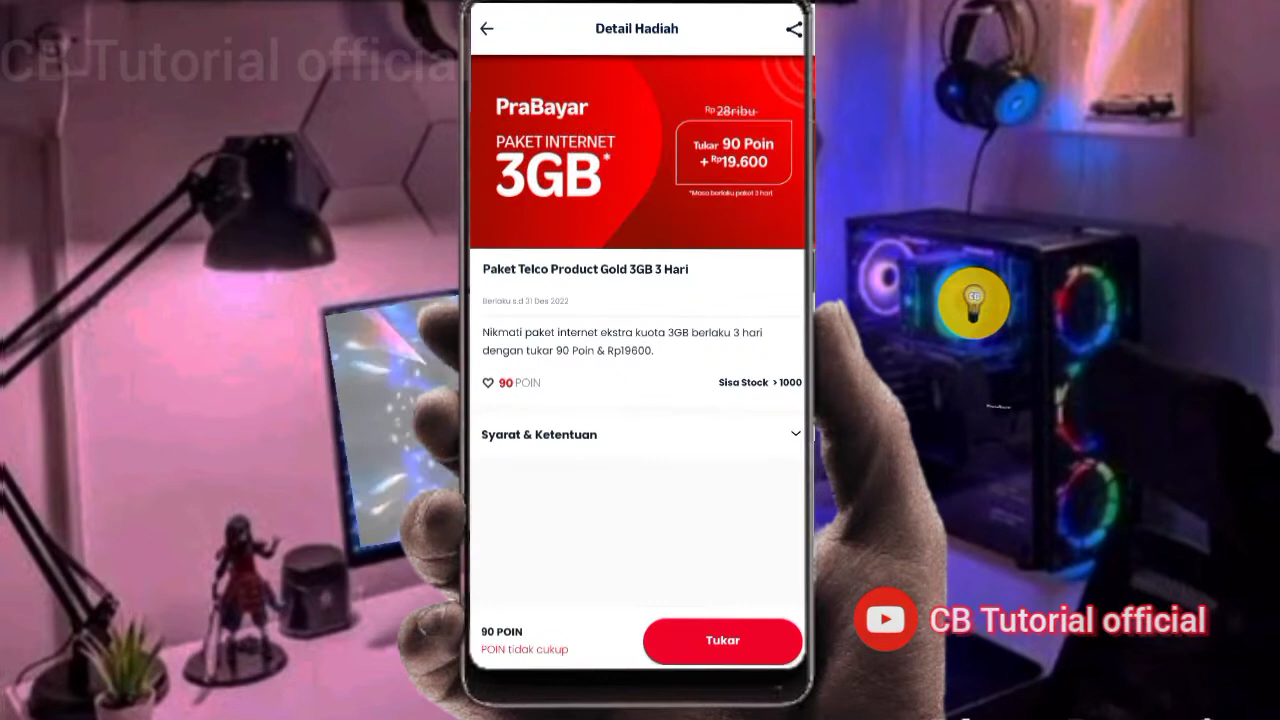 CB Tutorial official
Detail Hadiah
PraBayar
PAKET INTERNET
3GB*
Rp 28ribu
Tukar 90 Poin
+ Rp19.600
*Masa berlaku paket 3 hari
Paket Telco Product Gold 3GB 3 Hari
Berlaku s.d 31 Des 2022
Nikmati paket internet ekstra kuota 3GB berlaku 3 hari
dengan tukar 90 Poin & Rp19600.
90 POIN
Sisa Stock > 1000
Syarat & Ketentuan
90 POIN
POIN tidak cukup
Tukar
CB
CB Tutorial official